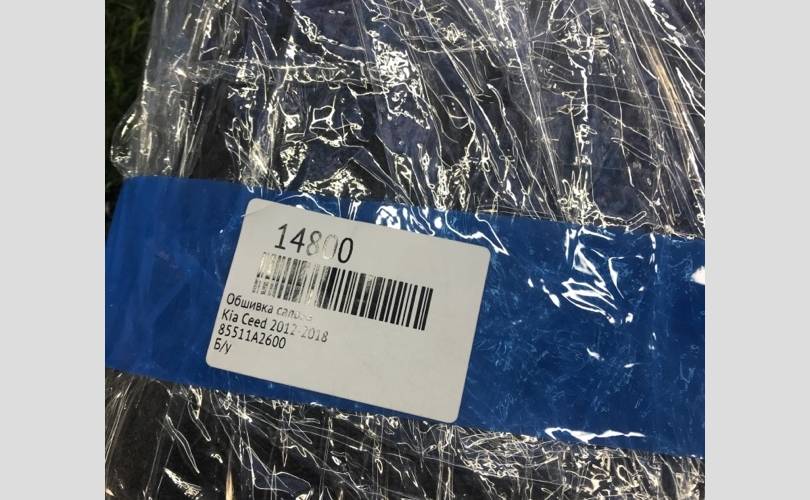 14800
Обшивка салона
Kia Ceed 2012-2018
85511A2600
Б/у